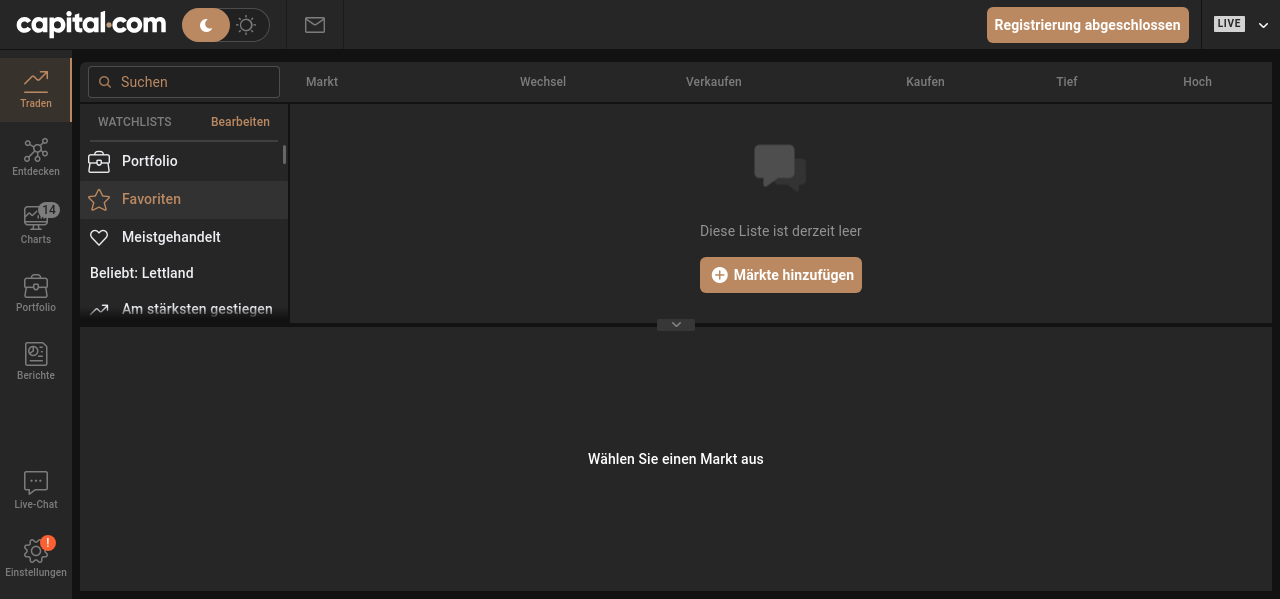 capital.com
Registrierung abgeschlossen
LIVE
Traden
Suchen
Markt
Wechsel
Verkaufen
Kaufen
Tief
Hoch
WATCHLISTS
Bearbeiten
Portfolio
Favoriten
Meistgehandelt
Beliebt: Lettland
Am stärksten gestiegen
Diese Liste ist derzeit leer
Märkte hinzufügen
Wählen Sie einen Markt aus
Entdecken
14
Charts
Portfolio
Berichte
Live-Chat
!
Einstellungen